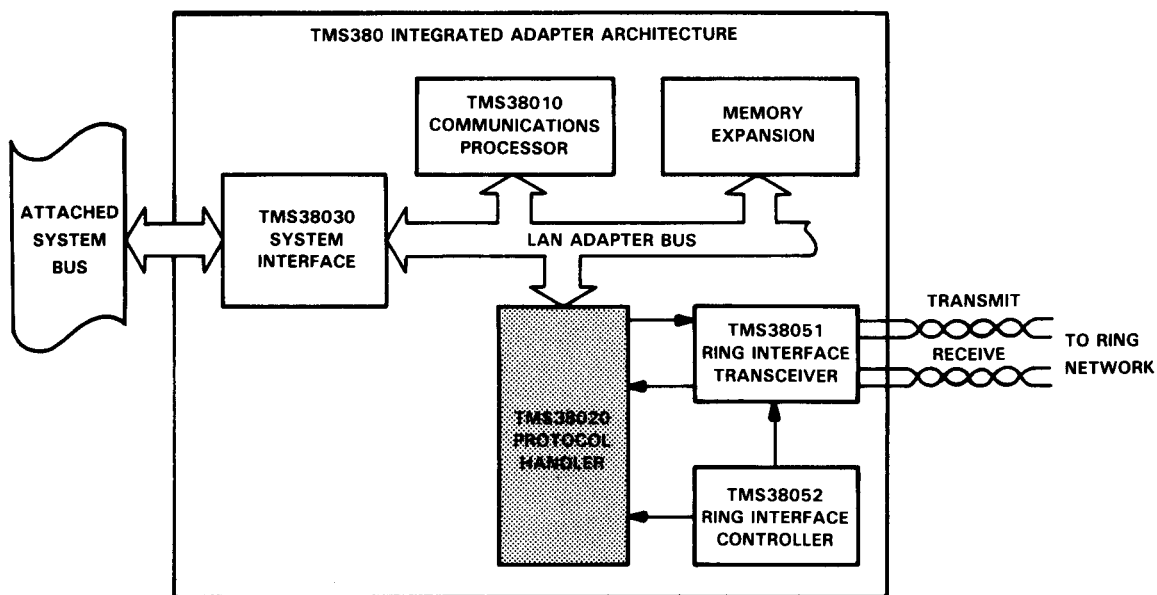 TMS380 INTEGRATED ADAPTER ARCHITECTURE
TMS38010
COMMUNICATIONS
PROCESSOR
MEMORY
EXPANSION
ATTACHED
SYSTEM
BUS
TMS38030
SYSTEM
INTERFACE
LAN ADAPTER BUS
TMS38020
PROTOCOL
HANDLER
TMS38051
RING INTERFACE
TRANSCEIVER
TRANSMIT
RECEIVE
TO RING
NETWORK
TMS38052
RING INTERFACE
CONTROLLER